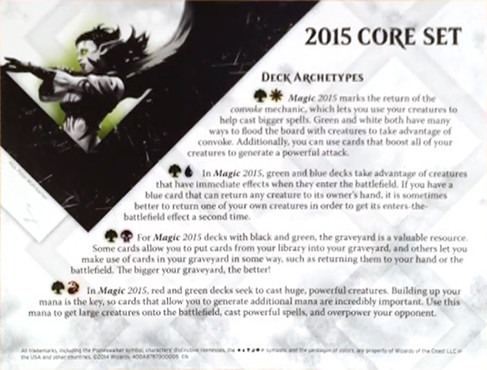 2015 CORE SET
DECK ARCHETYPES
Magic 2015 marks the return of the
convoke mechanic, which lets you use your creatures to
help cast bigger spells. Green and white both have many
ways to flood the board with creatures to take advantage of
convoke. Additionally, you can use cards that boost all of your
creatures to generate a powerful attack.
In Magic 2015, green and blue decks take advantage of creatures
that have immediate effects when they enter the battlefield. If you have a
blue card that can return any creature to its owner's hand, it is sometimes
better to return one of your own creatures in order to get its enters-the-
battlefield effect a second time.
For Magic 2015 decks with black and green, the graveyard is a valuable resource.
Some cards allow you to put cards from your library into your graveyard, and others let you
make use of cards in your graveyard in some way, such as returning them to your hand or the
battlefield. The bigger your graveyard, the better!
In Magic 2015, red and green decks seek to cast huge, powerful creatures. Building up your
mana is the key, so cards that allow you to generate additional mana are incredibly important. Use this
mana to get large creatures onto the battlefield, cast powerful spells, and overpower your opponent.
All trademarks, including the Planeswalker symbol, characters' distinctive likenesses, the symbols, and the pentagon of colors, are property of Wizards of the Coast LLC in
the USA and other countries. ©2014 Wizards. EN